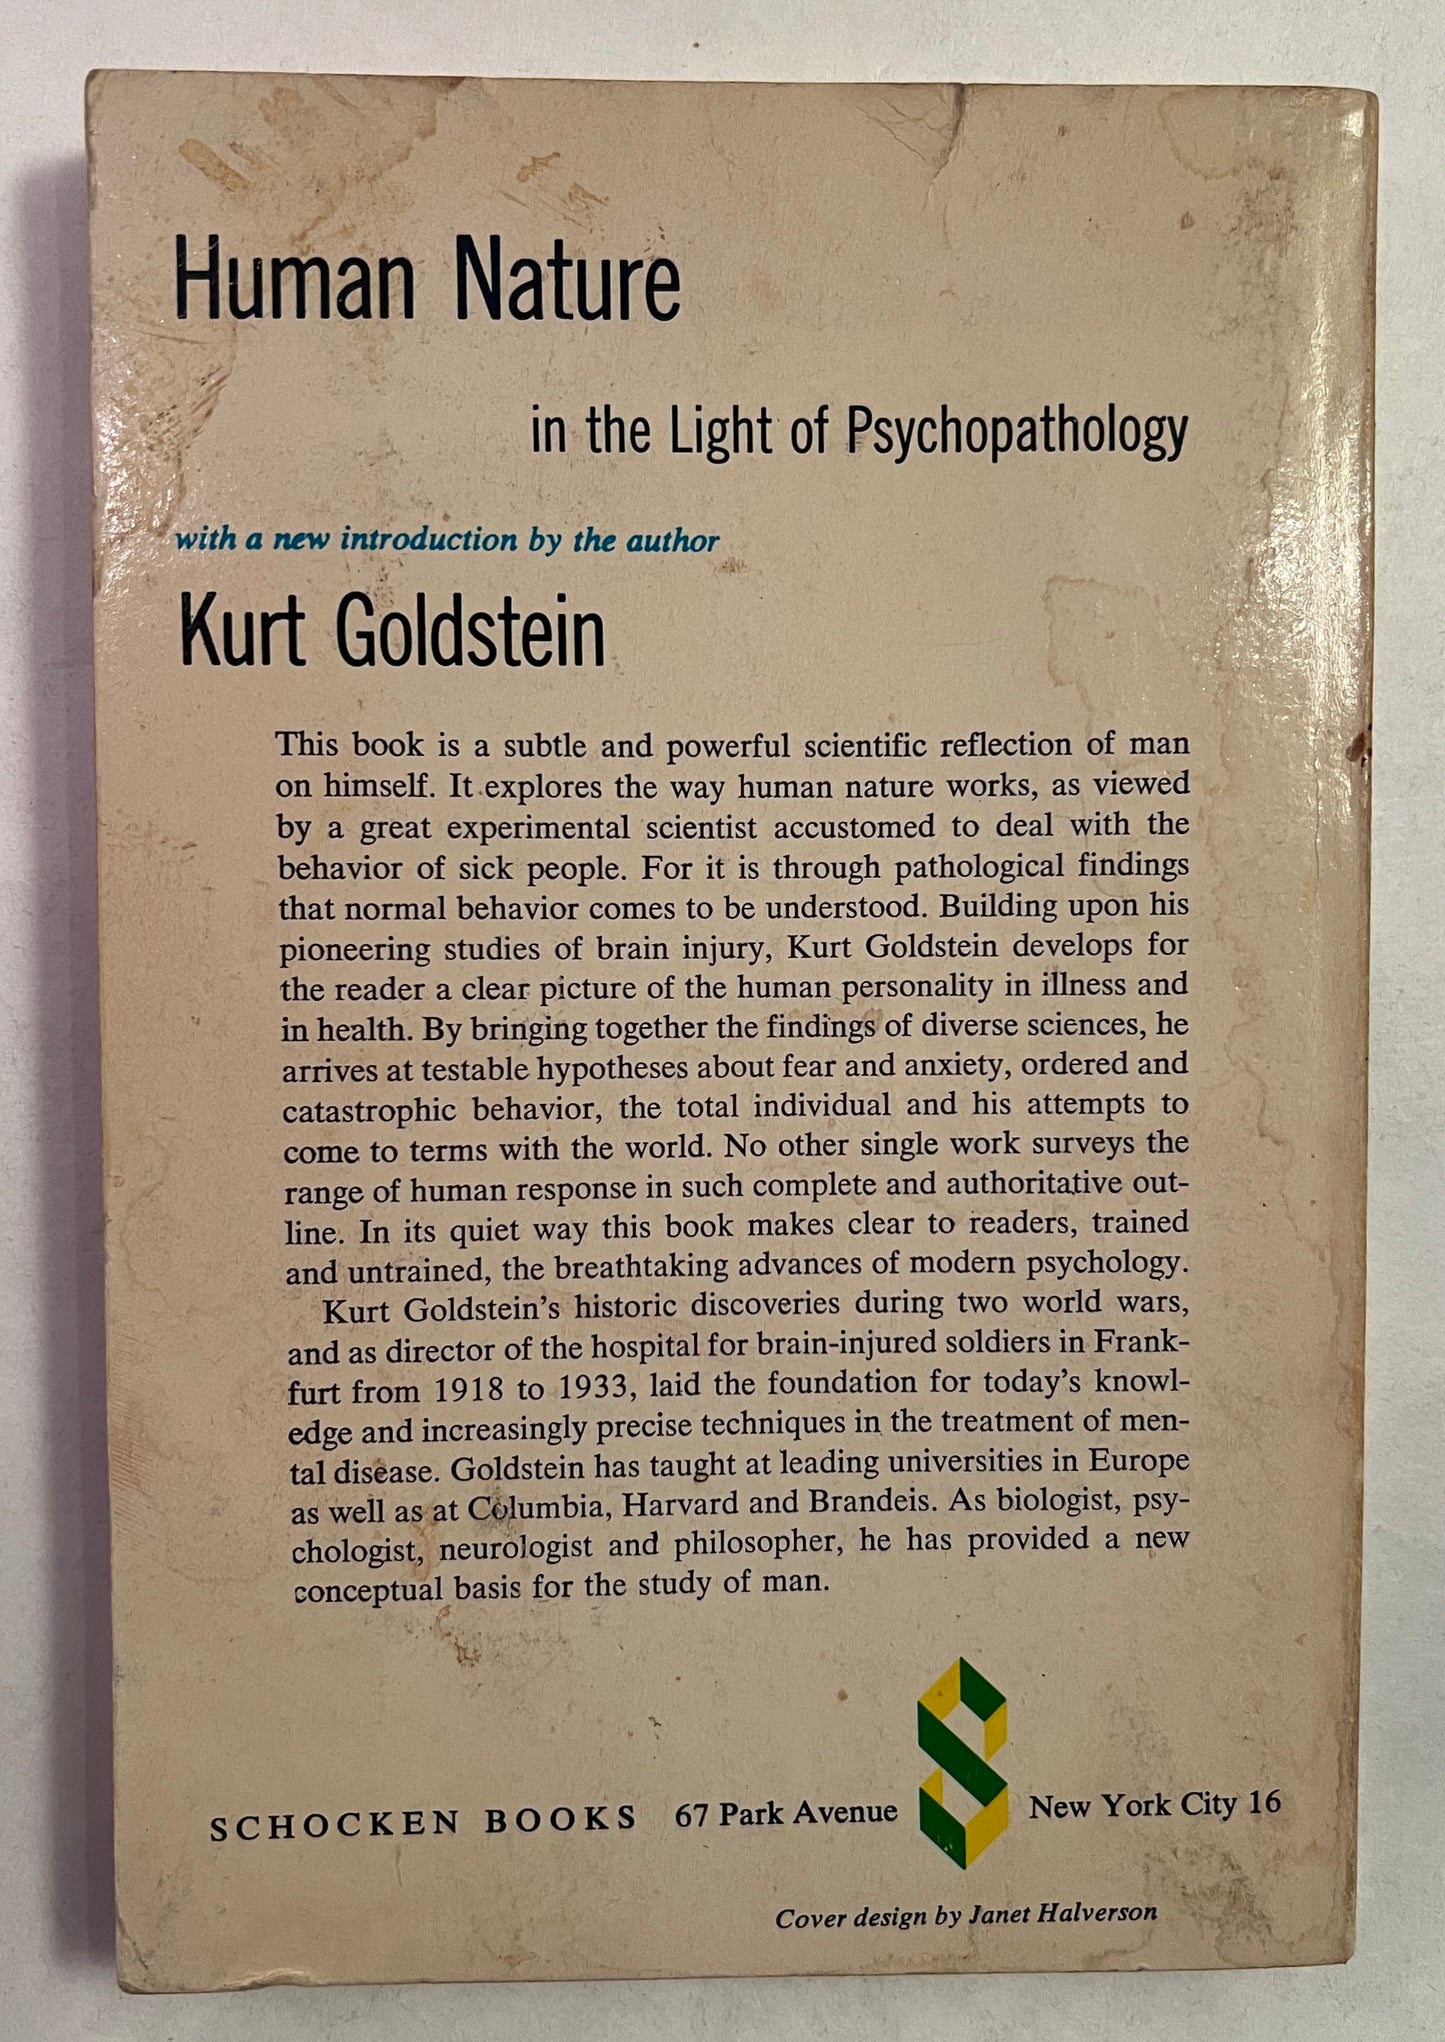 Human Nature
in the Light of Psychopathology
with a new introduction by the author
Kurt Goldstein
This book is a subtle and powerful scientific reflection of man
on himself. It explores the way human nature works, as viewed
by a great experimental scientist accustomed to deal with the
behavior of sick people. For it is through pathological findings
that normal behavior comes to be understood. Building upon his
pioneering studies of brain injury, Kurt Goldstein develops for
the reader a clear picture of the human personality in illness and
in health. By bringing together the findings of diverse sciences, he
arrives at testable hypotheses about fear and anxiety, ordered and
catastrophic behavior, the total individual and his attempts to
come to terms with the world. No other single work surveys the
range of human response in such complete and authoritative out-
line. In its quiet way this book makes clear to readers, trained
and untrained, the breathtaking advances of modern psychology.
Kurt Goldstein's historic discoveries during two world wars,
and as director of the hospital for brain-injured soldiers in Frank-
furt from 1918 to 1933, laid the foundation for today's knowl-
edge and increasingly precise techniques in the treatment of men-
tal disease. Goldstein has taught at leading universities in Europe
as well as at Columbia, Harvard and Brandeis. As biologist, psy-
chologist, neurologist and philosopher, he has provided a new
conceptual basis for the study of man.
SCHOCKEN BOOKS 67 Park Avenue New York City 16
Cover design by Janet Halverson